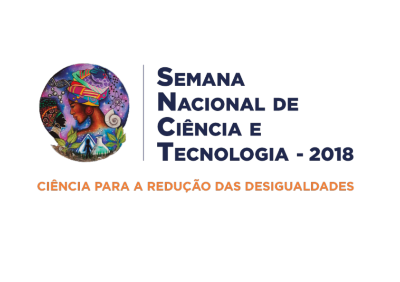 SEMANA
NACIONAL DE
CIÊNCIA E
TECNOLOGIA - 2018
CIÊNCIA PARA A REDUÇÃO DAS DESIGUALDADES